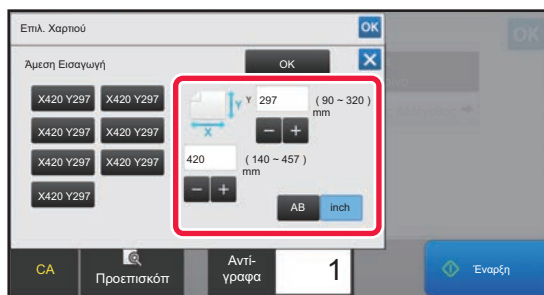 Επιλ. Χαρτιού OK
Άμεση Εισαγωγή OK
X420 Y297 X420 Y297
X420 Y297 X420 Y297
X420 Y297 X420 Y297
X420 Y297
Y Y 297 (90 ~ 320) mm
X
420 (140 ~ 457) mm
AB inch
OK
CA Προεπισκόπ Αντί-
γραφα 1 Έναρξη